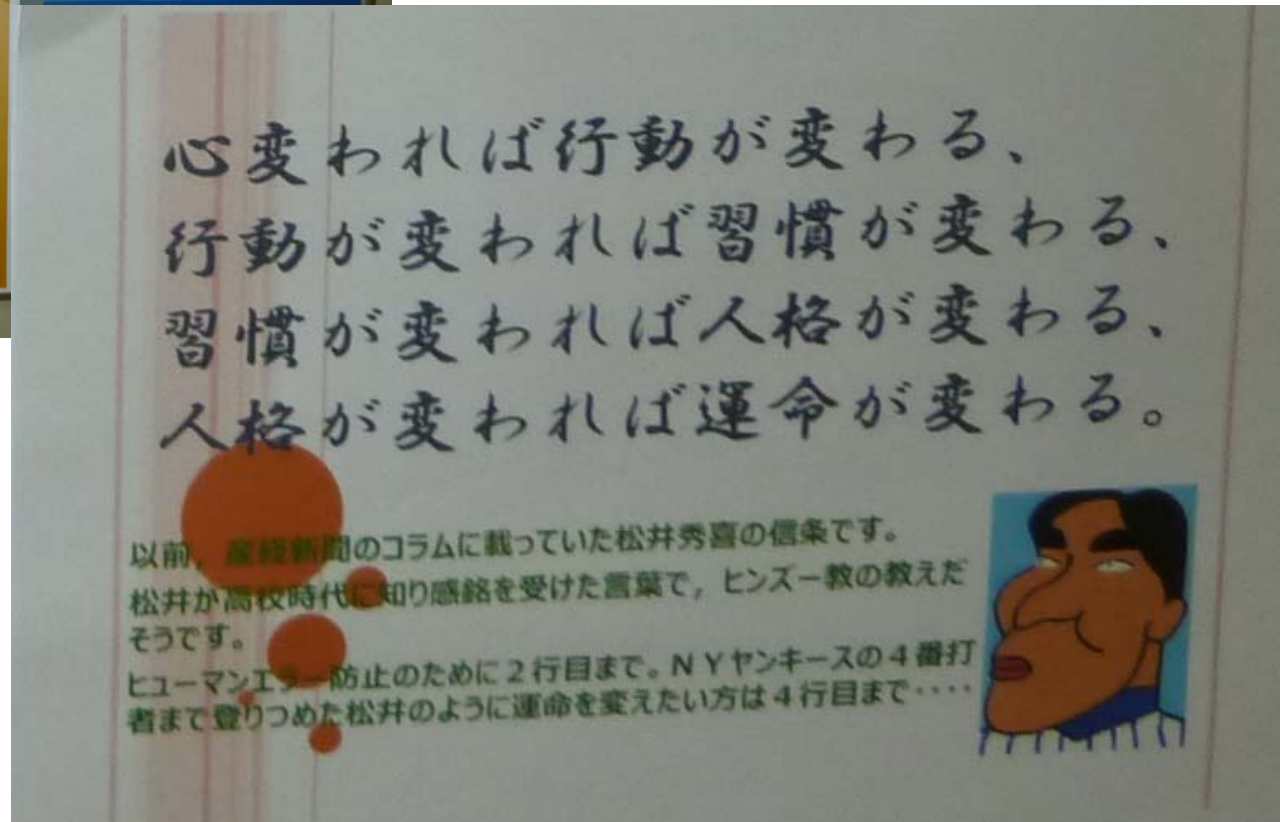 心変われば行動が変わる、
行動が変われば習慣が変わる、
習慣が変われば人格が変わる、
人格が変われば運命が変わる。
以前，産経新聞のコラムに載っていた松井秀喜の信条です。
松井が高校時代に知り感銘を受けた言葉で，ヒンズー教の教えだ
そうです。
ヒューマンエラー防止のために２行目まで。ＮＹヤンキースの４番打
者まで登りつめた松井のように運命を変えたい方は４行目まで････